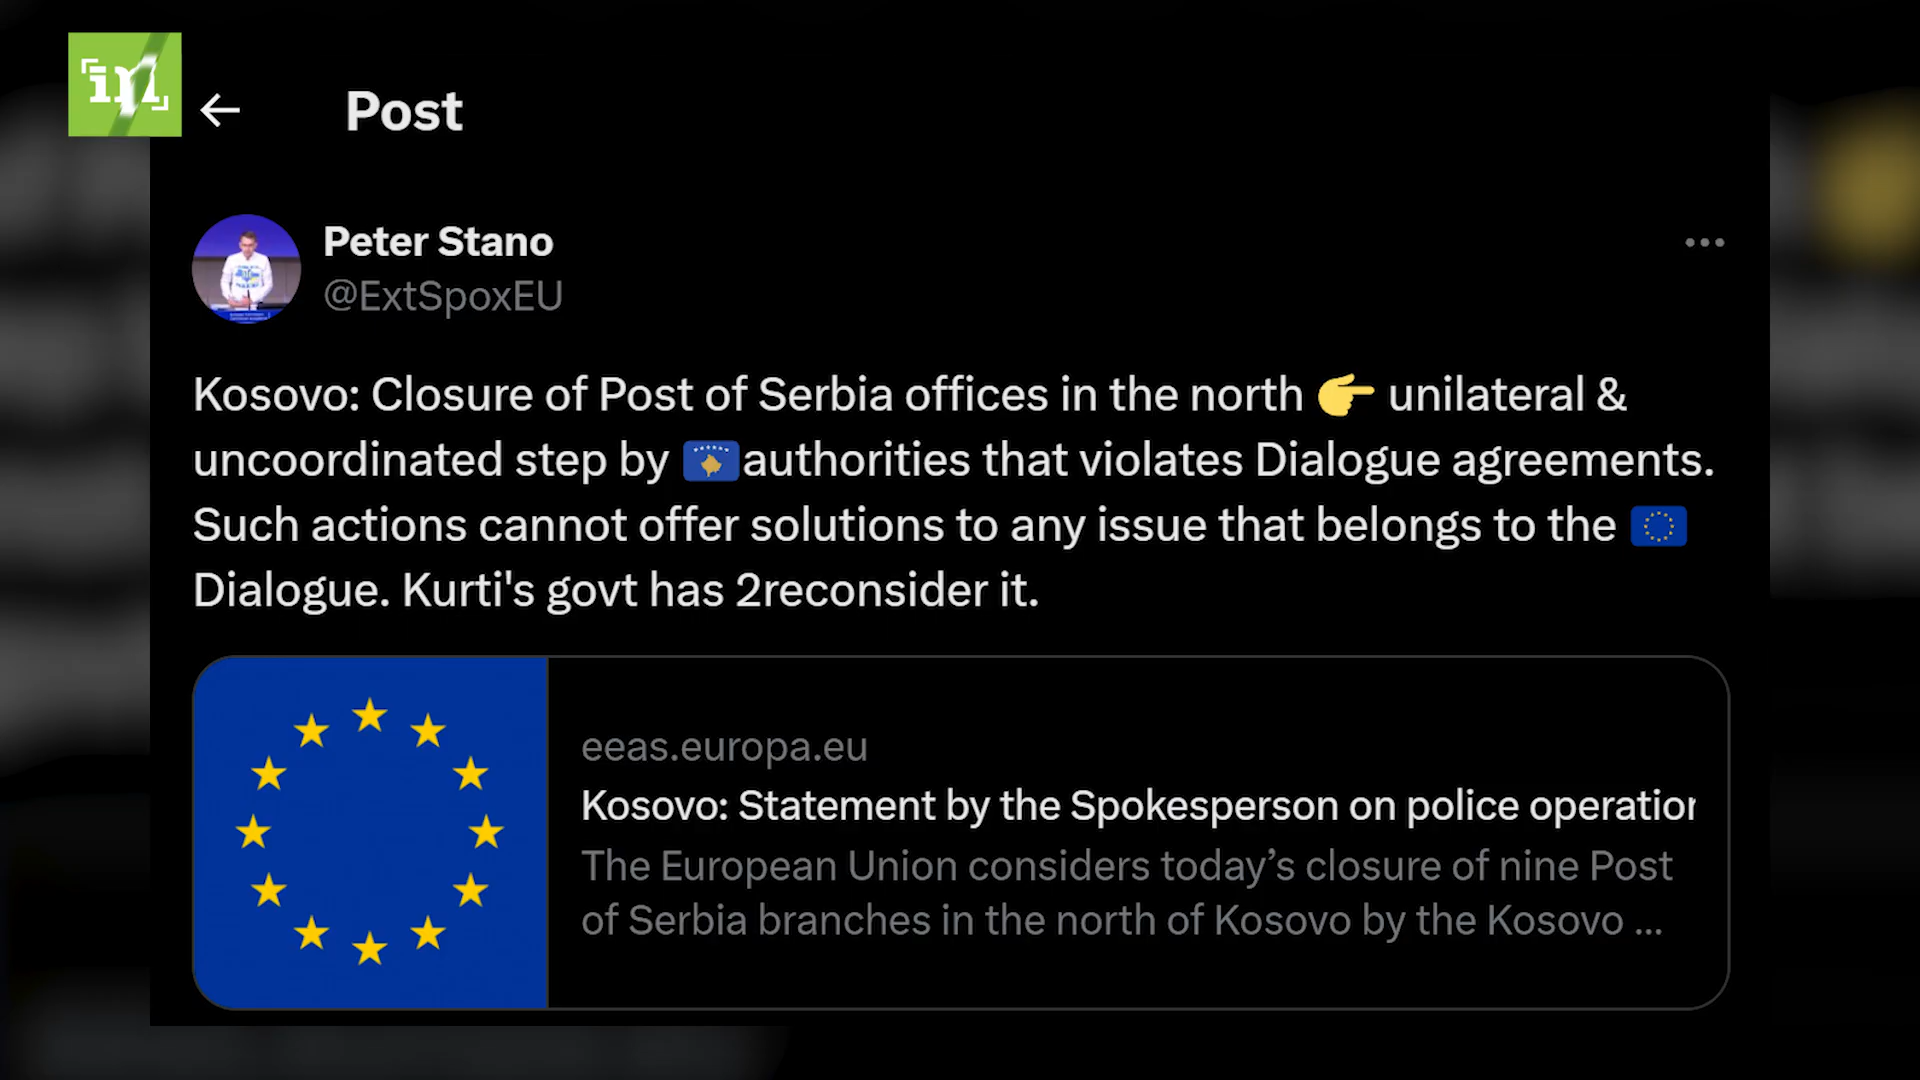 in
Post
Peter Stano
@ExtSpoxEU
Kosovo: Closure of Post of Serbia offices in the north 👉 unilateral &
uncoordinated step by 🇽🇰authorities that violates Dialogue agreements.
Such actions cannot offer solutions to any issue that belongs to the 🇪🇺
Dialogue. Kurti's govt has 2reconsider it.
eeas.europa.eu
Kosovo: Statement by the Spokesperson on police operation
The European Union considers today’s closure of nine Post
of Serbia branches in the north of Kosovo by the Kosovo ...